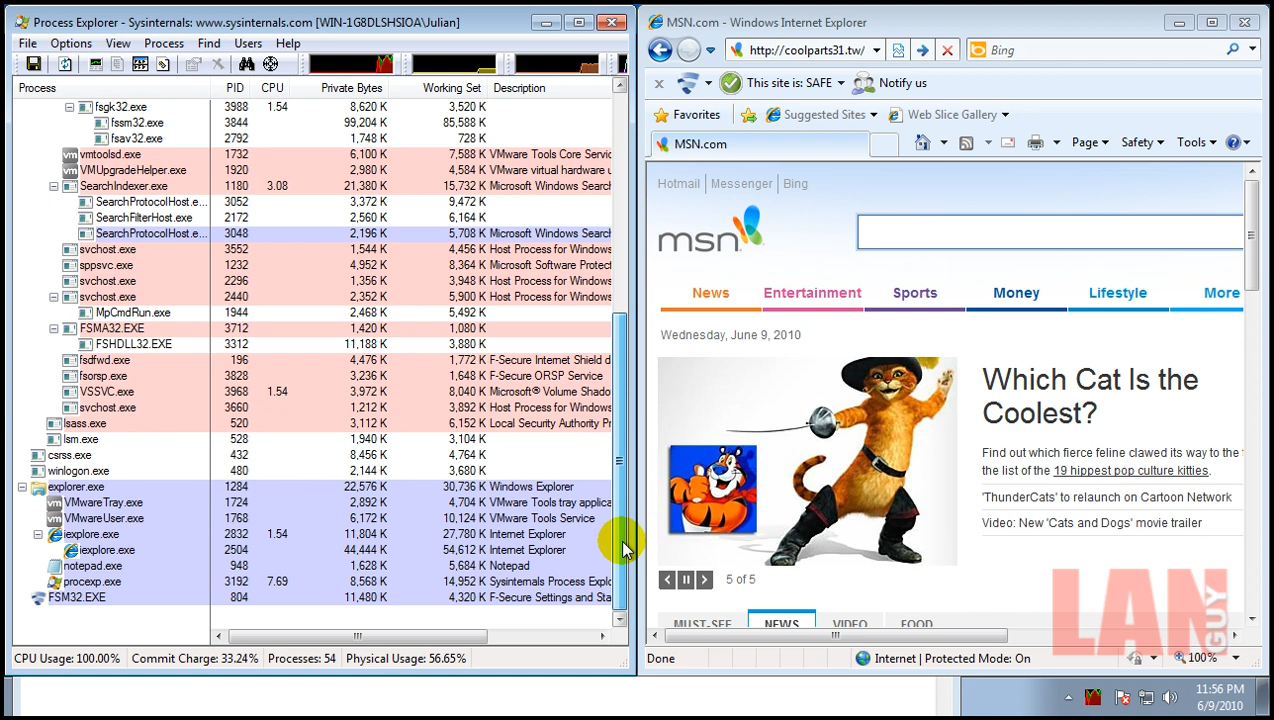 Process Explorer - Sysinternals: www.sysinternals.com [WIN-1G8DLSHSIOA\Julian]
File Options View Process Find Users Help
Process PID CPU Private Bytes Working Set Description
fsgk32.exe 3988 1.54 8,620 K 3,520 K
fssm32.exe 3844 99,204 K 85,588 K
fsav32.exe 2792 1,748 K 728 K
vmtoolsd.exe 1732 6,100 K 7,588 K VMware Tools Core Servic
VMUpgradeHelper.exe 1920 2,980 K 4,584 K VMware virtual hardware u
SearchIndexer.exe 1180 3.08 21,380 K 15,732 K Microsoft Windows Search
SearchProtocolHost.e... 3052 3,372 K 9,472 K
SearchFilterHost.exe 2172 2,560 K 6,164 K
SearchProtocolHost.e... 3048 2,196 K 5,708 K Microsoft Windows Search
svchost.exe 3552 1,544 K 4,456 K Host Process for Windows
sppsvc.exe 1232 4,952 K 8,364 K Microsoft Software Protect
svchost.exe 2296 1,356 K 3,948 K Host Process for Windows
svchost.exe 2440 2,352 K 5,900 K Host Process for Windows
MpCmdRun.exe 1944 2,468 K 5,492 K
FSMA32.EXE 3712 1,420 K 1,080 K
FSHDLL32.EXE 3312 11,188 K 3,880 K
fsdfwd.exe 196 4,476 K 1,772 K F-Secure Internet Shield d
fsorsp.exe 3828 3,236 K 1,648 K F-Secure ORSP Service
VSSVC.exe 3968 1.54 3,972 K 8,040 K Microsoft® Volume Shado
svchost.exe 3660 1,212 K 3,892 K Host Process for Windows
lsass.exe 520 3,112 K 6,152 K Local Security Authority Pr
lsm.exe 528 1,940 K 3,104 K
csrss.exe 432 8,456 K 4,764 K
winlogon.exe 480 2,144 K 3,680 K
explorer.exe 1284 22,576 K 30,736 K Windows Explorer
VMwareTray.exe 1724 2,892 K 4,704 K VMware Tools tray applica
VMwareUser.exe 1768 6,172 K 10,124 K VMware Tools Service
iexplore.exe 2832 1.54 11,804 K 27,780 K Internet Explorer
iexplore.exe 2504 44,444 K 54,612 K Internet Explorer
notepad.exe 948 1,628 K 5,684 K Notepad
procexp.exe 3192 7.69 8,568 K 14,952 K Sysinternals Process Explo
FSM32.EXE 804 11,480 K 4,320 K F-Secure Settings and Sta
CPU Usage: 100.00% Commit Charge: 33.24% Processes: 54 Physical Usage: 56.65%
MSN.com - Windows Internet Explorer
http://coolparts31.tw/ Bing
x This site is: SAFE Notify us
Favorites Suggested Sites Web Slice Gallery
MSN.com Page Safety Tools
Hotmail Messenger Bing
msn
News Entertainment Sports Money Lifestyle More
Wednesday, June 9, 2010
Which Cat Is the
Coolest?
Find out which fierce feline clawed its way to the
the list of the 19 hippest pop culture kitties.
'ThunderCats' to relaunch on Cartoon Network
Video: New 'Cats and Dogs' movie trailer
5 of 5
MUST-SEE NEWS VIDEO FOOD
LAN GUY
Done Internet | Protected Mode: On 100%
11:56 PM
6/9/2010